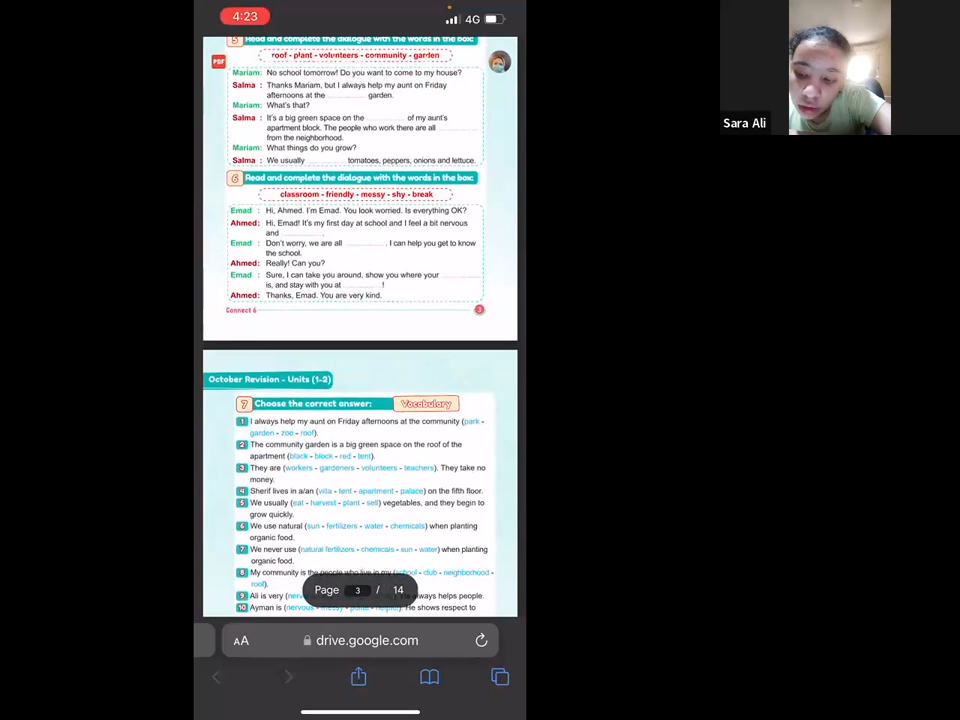 4:23
4G
5 Read and complete the dialogue with the words in the box:
PDF
roof - plant - volunteers - community - garden
Mariam: No school tomorrow! Do you want to come to my house?
Salma : Thanks Mariam, but I always help my aunt on Friday
afternoons at the ............... garden.
Mariam: What's that?
Salma : It's a big green space on the ............... of my aunt's
apartment block. The people who work there are all ...............
from the neighborhood.
Mariam: What things do you grow?
Salma : We usually ............... tomatoes, peppers, onions and lettuce.
6 Read and complete the dialogue with the words in the box:
classroom - friendly - messy - shy - break
Emad : Hi, Ahmed. I'm Emad. You look worried. Is everything OK?
Ahmed: Hi, Emad! It's my first day at school and I feel a bit nervous
and ............... .
Emad : Don't worry, we are all ............... . I can help you get to know
the school.
Ahmed: Really! Can you?
Emad : Sure, I can take you around, show you where your ...............
is, and stay with you at ............... !
Ahmed: Thanks, Emad. You are very kind.
Connect 6
3
October Revision - Units (1-2)
7 Choose the correct answer: Vocabulary
1 I always help my aunt on Friday afternoons at the community (park -
garden - zoo - roof).
2 The community garden is a big green space on the roof of the
apartment (black - block - red - tent).
3 They are (workers - gardeners - volunteers - teachers). They take no
money.
4 Sherif lives in a/an (villa - tent - apartment - palace) on the fifth floor.
5 We usually (eat - harvest - plant - sell) vegetables, and they begin to
grow quickly.
6 We use natural (sun - fertilizers - water - chemicals) when planting
organic food.
7 We never use (natural fertilizers - chemicals - sun - water) when planting
organic food.
8 My community is the people who live in my (school - club - neighborhood -
roof).
9 Ali is very always helps people.
10 Ayman is (nervous - He shows respect to
Page 3 / 14
AA drive.google.com
Sara Ali